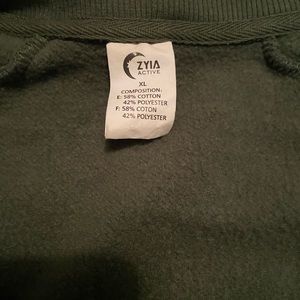 ZYIA
ACTIVE
XL
COMPOSITION:
E: 58% COTTON
42% POLYESTER
F: 58% COTON
42% POLYESTER